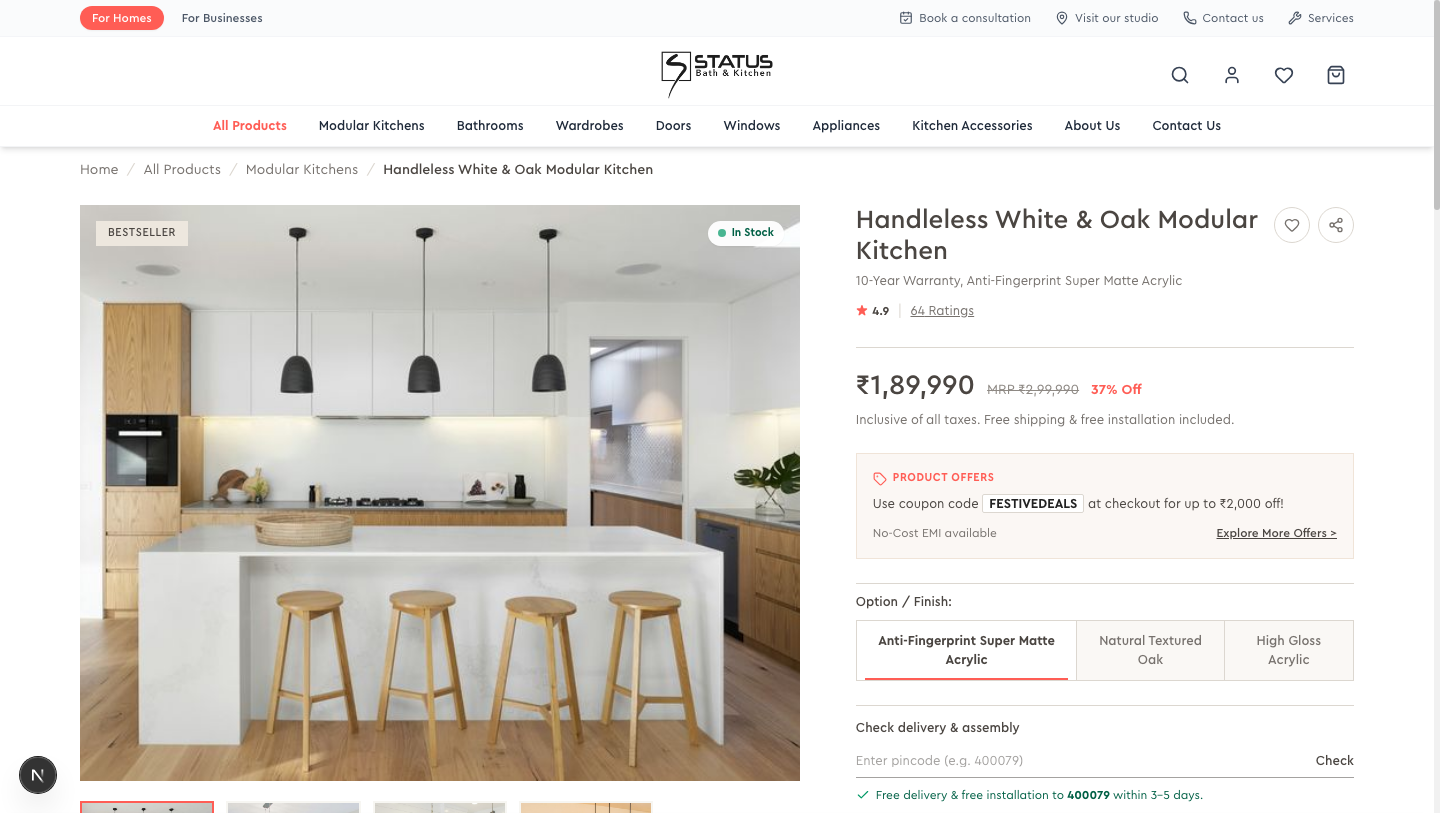 For Homes
For Businesses
Book a consultation
Visit our studio
Contact us
Services
STATUS
Bath & Kitchen
All Products
Modular Kitchens
Bathrooms
Wardrobes
Doors
Windows
Appliances
Kitchen Accessories
About Us
Contact Us
Home / All Products / Modular Kitchens / Handleless White & Oak Modular Kitchen
BESTSELLER
In Stock
Handleless White & Oak Modular
Kitchen
10-Year Warranty, Anti-Fingerprint Super Matte Acrylic
4.9
64 Ratings
₹1,89,990 MRP ₹2,99,990 37% Off
Inclusive of all taxes. Free shipping & free installation included.
PRODUCT OFFERS
Use coupon code FESTIVEDEALS at checkout for up to ₹2,000 off!
No-Cost EMI available
Explore More Offers >
Option / Finish:
Anti-Fingerprint Super Matte
Acrylic
Natural Textured
Oak
High Gloss
Acrylic
Check delivery & assembly
Enter pincode (e.g. 400079)
Check
Free delivery & free installation to 400079 within 3–5 days.
N